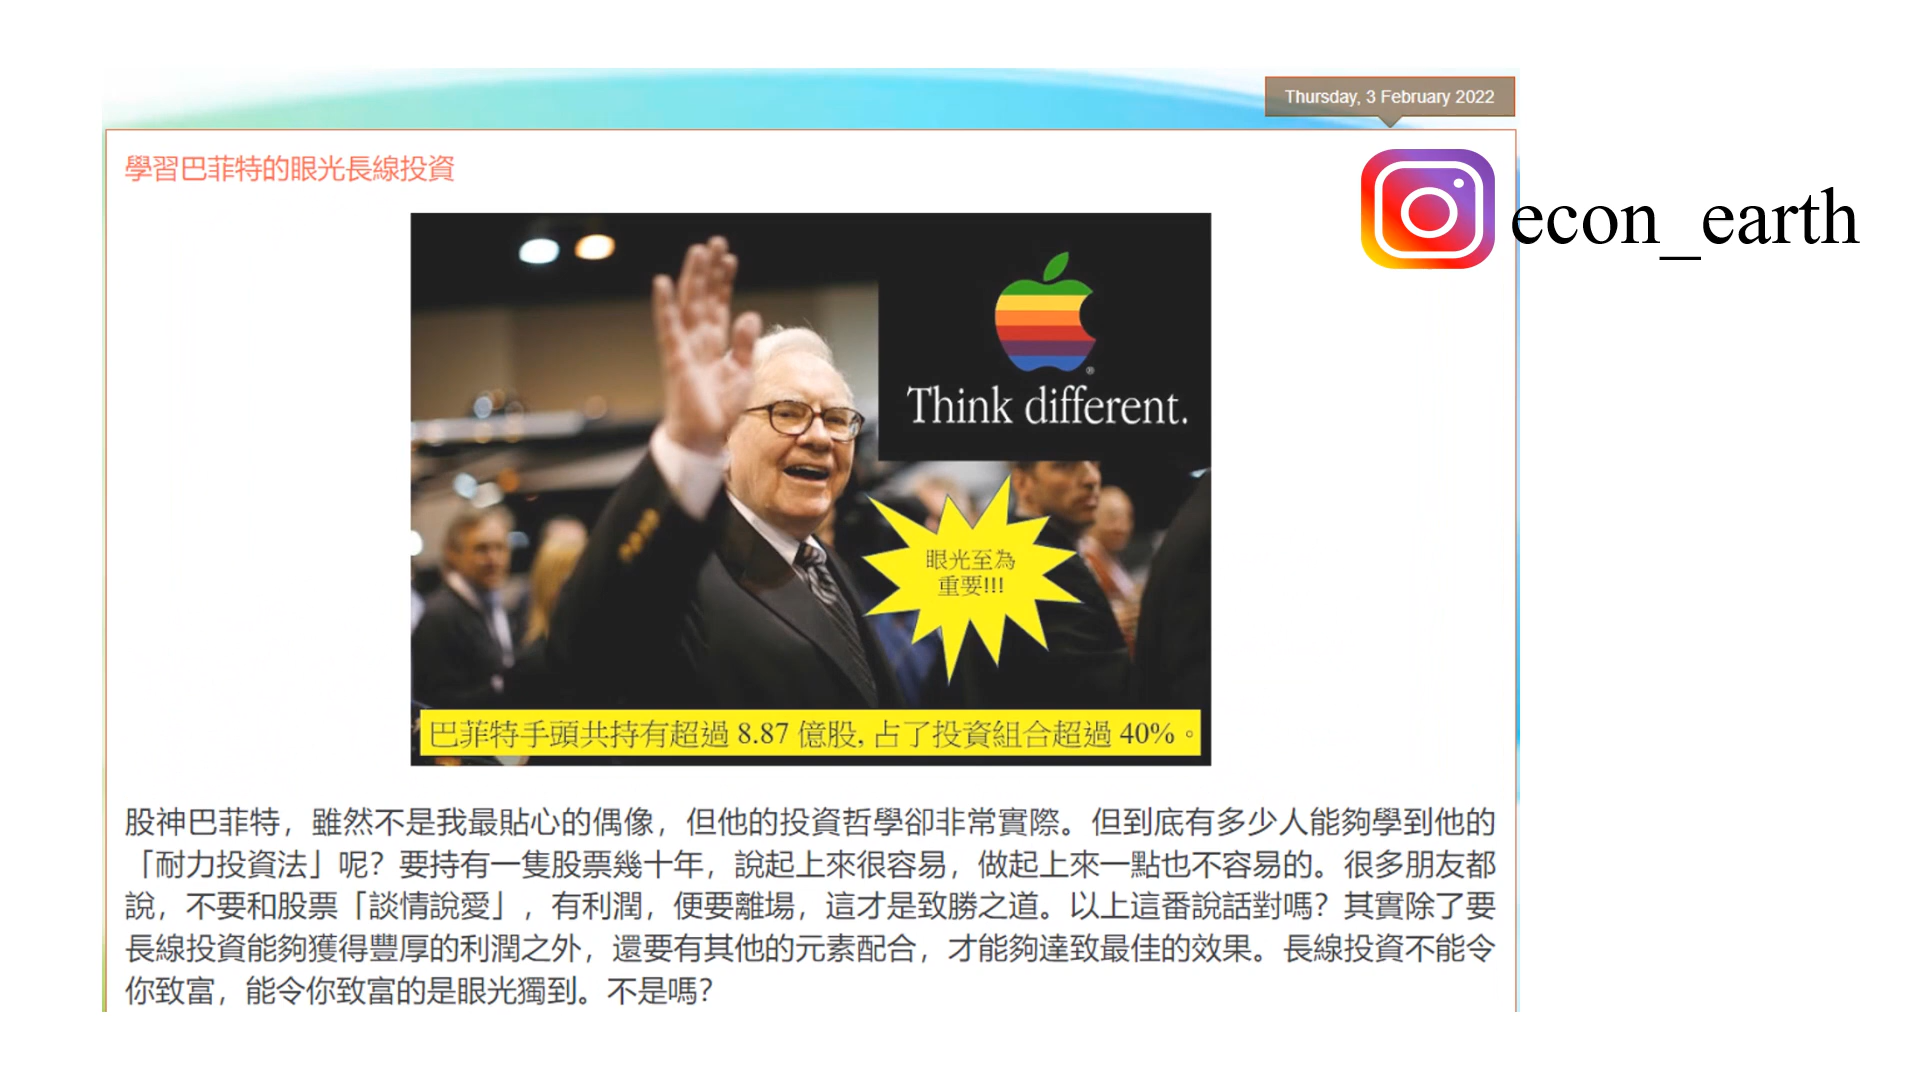 Thursday, 3 February 2022
學習巴菲特的眼光長線投資
econ_earth
Think different.
眼光至為
重要!!!
巴菲特手頭共持有超過 8.87 億股, 占了投資組合超過 40%。
股神巴菲特，雖然不是我最貼心的偶像，但他的投資哲學卻非常實際。但到底有多少人能夠學到他的
「耐力投資法」呢？要持有一隻股票幾十年，說起上來很容易，做起上來一點也不容易的。很多朋友都
說，不要和股票「談情說愛」，有利潤，便要離場，這才是致勝之道。以上這番說話對嗎？其實除了要
長線投資能夠獲得豐厚的利潤之外，還要有其他的元素配合，才能夠達致最佳的效果。長線投資不能令
你致富，能令你致富的是眼光獨到。不是嗎？